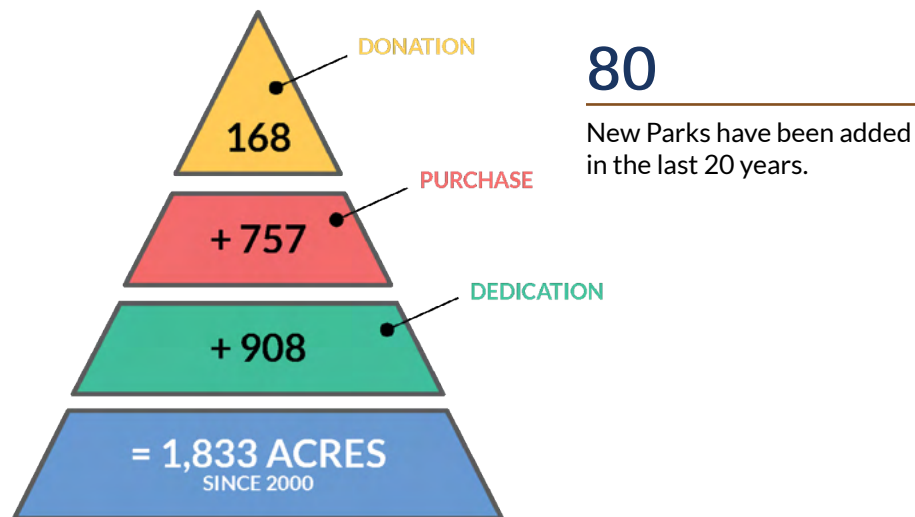 DONATION
168
PURCHASE
+ 757
DEDICATION
+ 908
= 1,833 ACRES
SINCE 2000
80
New Parks have been added
in the last 20 years.